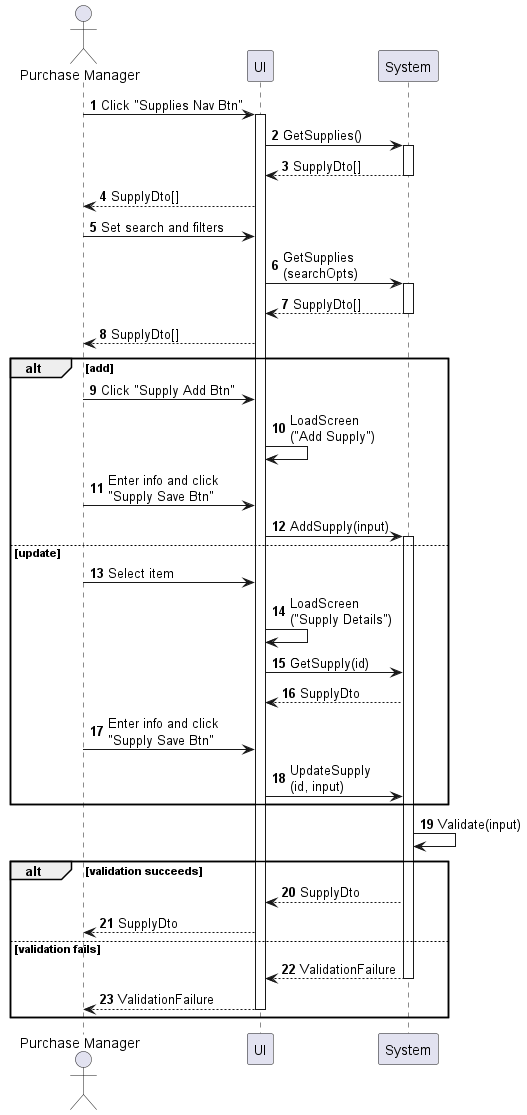 Purchase Manager
UI
System
1 Click "Supplies Nav Btn"
2 GetSupplies()
3 SupplyDto[]
4 SupplyDto[]
5 Set search and filters
6 GetSupplies
(searchOpts)
7 SupplyDto[]
8 SupplyDto[]
alt [add]
9 Click "Supply Add Btn"
10 LoadScreen
("Add Supply")
11 Enter info and click
"Supply Save Btn"
12 AddSupply(input)
[update]
13 Select item
14 LoadScreen
("Supply Details")
15 GetSupply(id)
16 SupplyDto
17 Enter info and click
"Supply Save Btn"
18 UpdateSupply
(id, input)
19 Validate(input)
alt [validation succeeds]
20 SupplyDto
21 SupplyDto
[validation fails]
22 ValidationFailure
23 ValidationFailure
Purchase Manager
UI
System